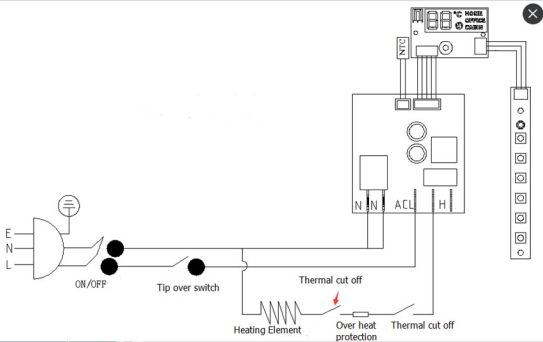 88 °C HOME
OFFICE
CABIN
NTC
N N ACL H
E
N
L
ON/OFF
Tip over switch
Thermal cut off
Heating Element
Over heat
protection
Thermal cut off